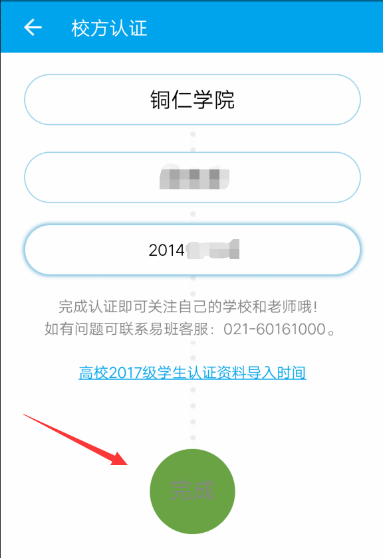 校方认证
铜仁学院
2014
完成认证即可关注自己的学校和老师哦！
如有问题可联系易班客服：021-60161000。
高校2017级学生认证资料导入时间
完成